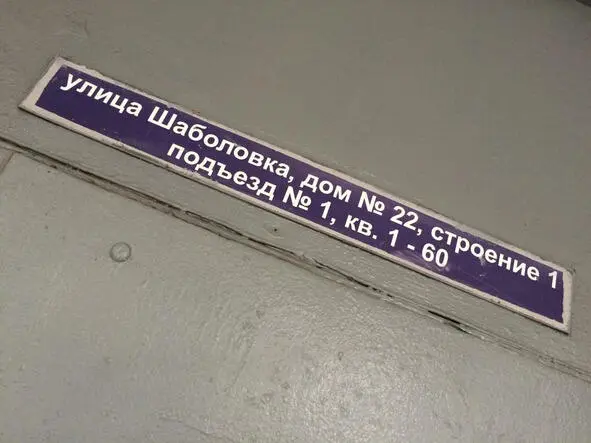 улица Шаболовка, дом № 22, строение 1
подъезд № 1, кв. 1 - 60